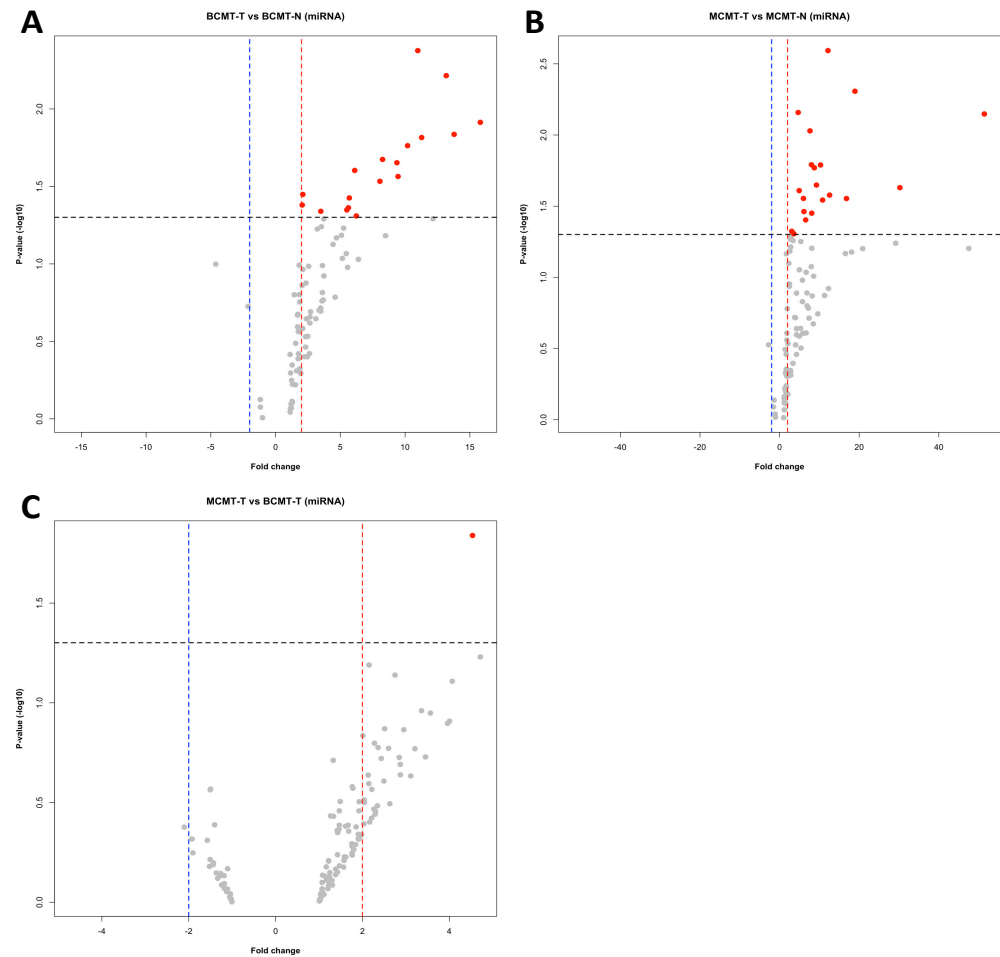 A
BCMT-T vs BCMT-N (miRNA)
P-value (-log10)
2.0
1.5
1.0
0.5
0.0
-15
-10
-5
0
5
10
15
Fold change
B
MCMT-T vs MCMT-N (miRNA)
P-value (-log10)
2.5
2.0
1.5
1.0
0.5
0.0
-40
-20
0
20
40
Fold change
C
MCMT-T vs BCMT-T (miRNA)
P-value (-log10)
1.5
1.0
0.5
0.0
-4
-2
0
2
4
Fold change